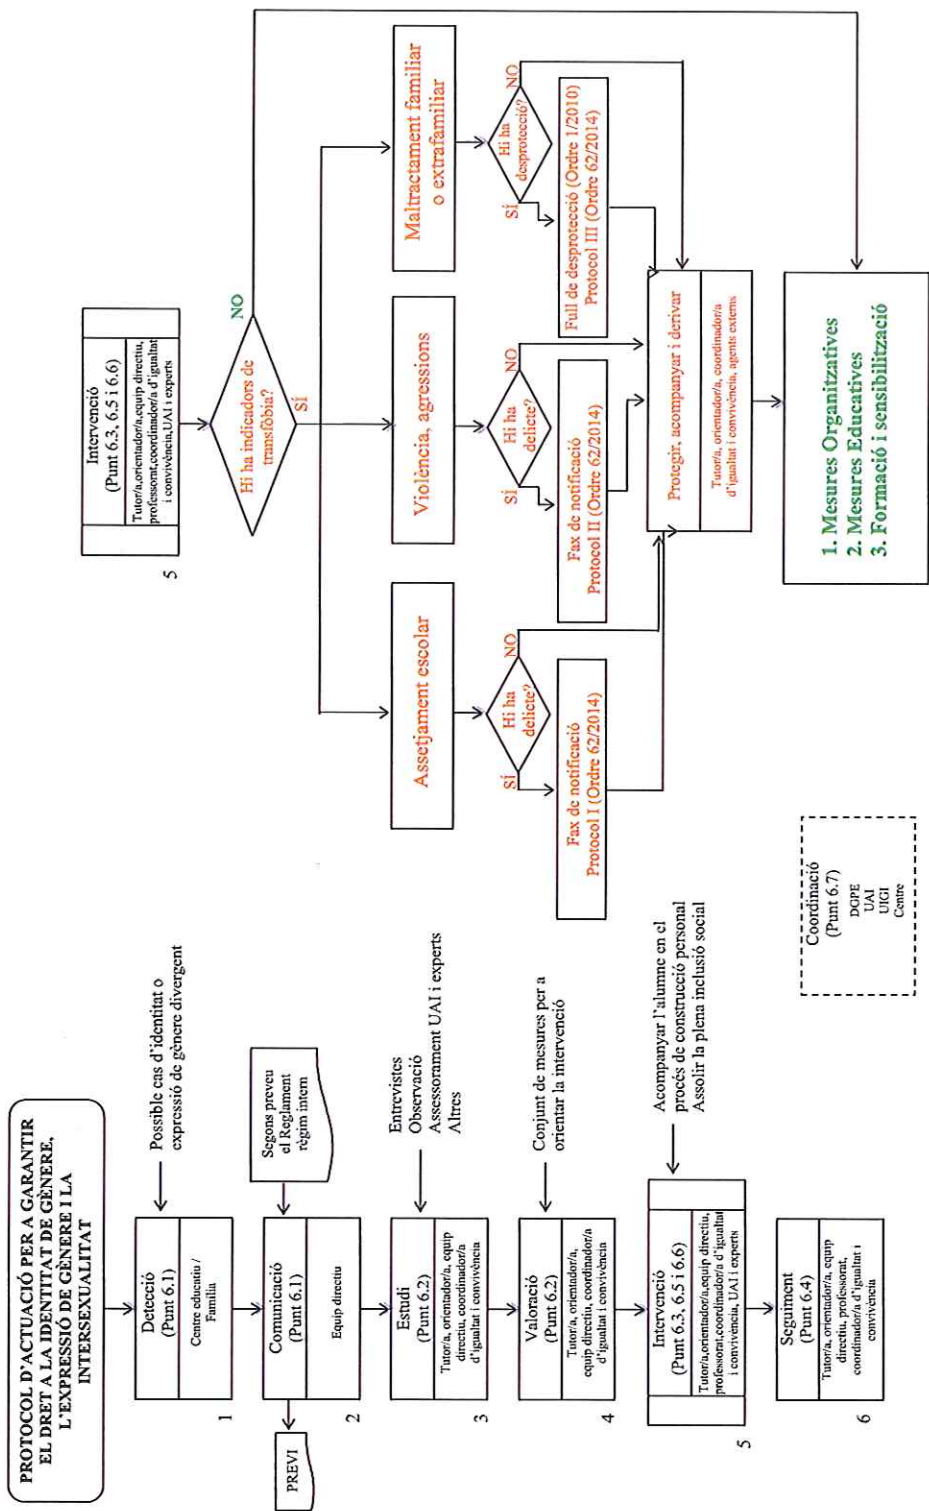 PROTOCOL D'ACTUACIÓ PER A GARANTIR
EL DRET A LA IDENTITAT DE GÈNERE,
L'EXPRESSIÓ DE GÈNERE I LA
INTERSEXUALITAT
Detecció
(Punt 6.1)
Centre educatiu /
Família
1
Possible cas d'identitat o
expressió de gènere divergent
Comunicació
(Punt 6.1)
Equip directiu
2
PREVI
Segons preveu
el Reglament
règim intern
Estudi
(Punt 6.2)
Tutor/a, orientador/a, equip
directiu, coordinador/a
d'igualtat i convivència
3
Entrevistes
Observació
Assessorament UAI i experts
Altres
Valoració
(Punt 6.2)
Tutor/a, orientador/a,
equip directiu, coordinador/a
d'igualtat i convivència
4
Conjunt de mesures per a
orientar la intervenció
Intervenció
(Punt 6.3, 6.5 i 6.6)
Tutor/a,orientador/a,equip directiu,
professorat,coordinador/a d'igualtat
i convivència, UAI i experts
5
Acompanyar l'alumne en el
procés de construcció personal
Assolir la plena inclusió social
Seguiment
(Punt 6.4)
Tutor/a, orientador/a, equip
directiu, professorat,
coordinador/a d'igualtat i
convivència
6
Coordinació
(Punt 6.7)
DGPE
UAI
UIGI
Centre
Intervenció
(Punt 6.3, 6.5 i 6.6)
Tutor/a,orientador/a,equip directiu,
professorat,coordinador/a d'igualtat
i convivència,UAI i experts
5
Hi ha indicadors de
transfòbia?
NO
SÍ
Assetjament escolar
Hi ha
delicte?
SÍ
NO
Fax de notificació
Protocol I (Ordre 62/2014)
Violència, agressions
Hi ha
delicte?
SÍ
NO
Fax de notificació
Protocol II (Ordre 62/2014)
Maltractament familiar
o extrafamiliar
Hi ha
desprotecció?
SÍ
NO
Full de desprotecció (Ordre 1/2010)
Protocol III (Ordre 62/2014)
Protegir, acompanyar i derivar
Tutor/a, orientador/a, coordinador/a
d'igualtat i convivència, agents externs
1. Mesures Organitzatives
2. Mesures Educatives
3. Formació i sensibilització